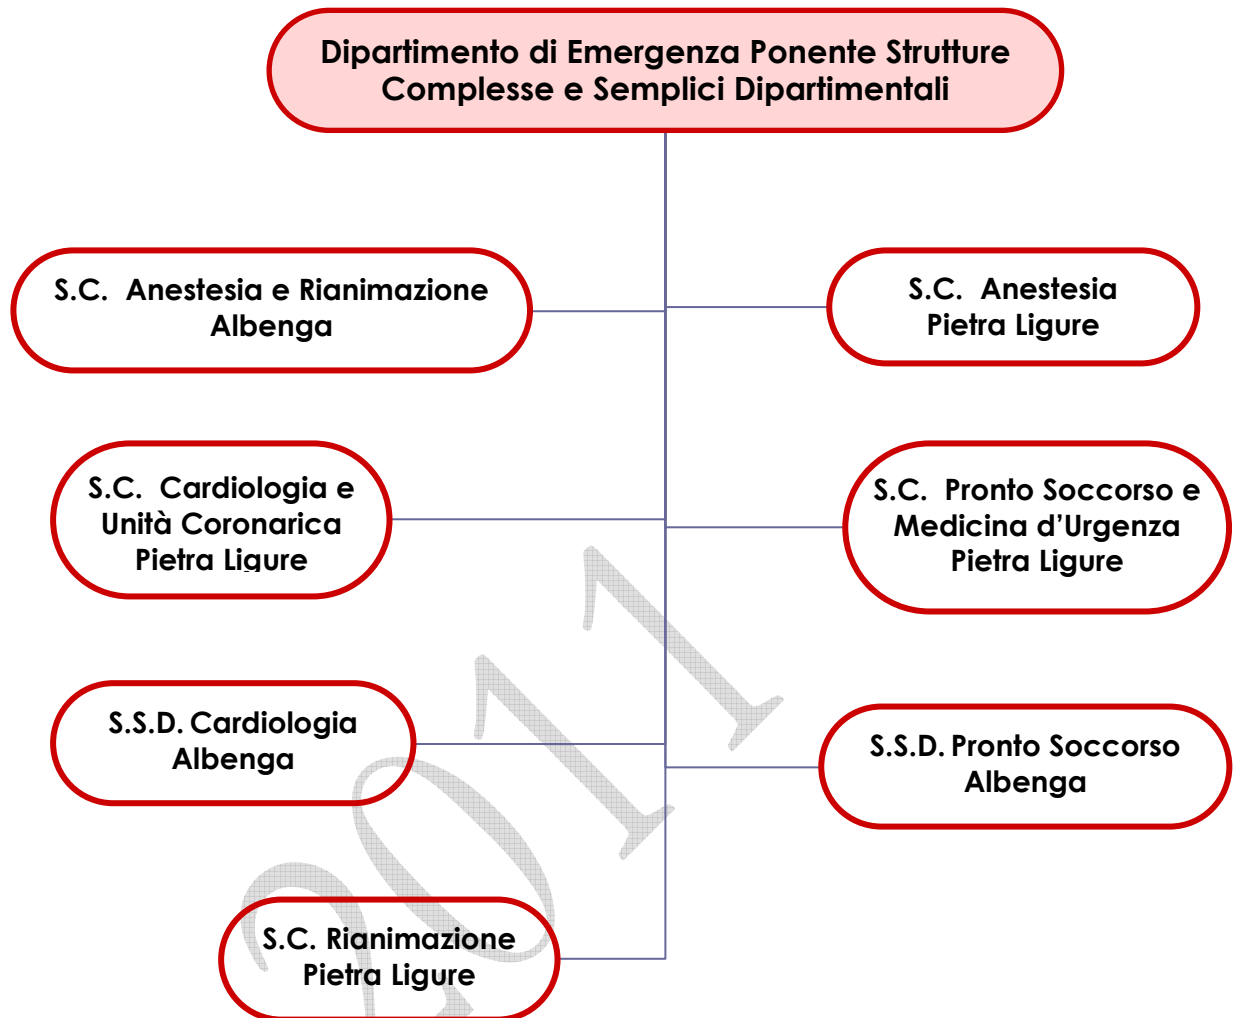 Dipartimento di Emergenza Ponente Strutture
Complesse e Semplici Dipartimentali
S.C. Anestesia e Rianimazione
Albenga
S.C. Anestesia
Pietra Ligure
S.C. Cardiologia e
Unità Coronarica
Pietra Ligure
S.C. Pronto Soccorso e
Medicina d’Urgenza
Pietra Ligure
S.S.D. Cardiologia
Albenga
S.S.D. Pronto Soccorso
Albenga
S.C. Rianimazione
Pietra Ligure
2011